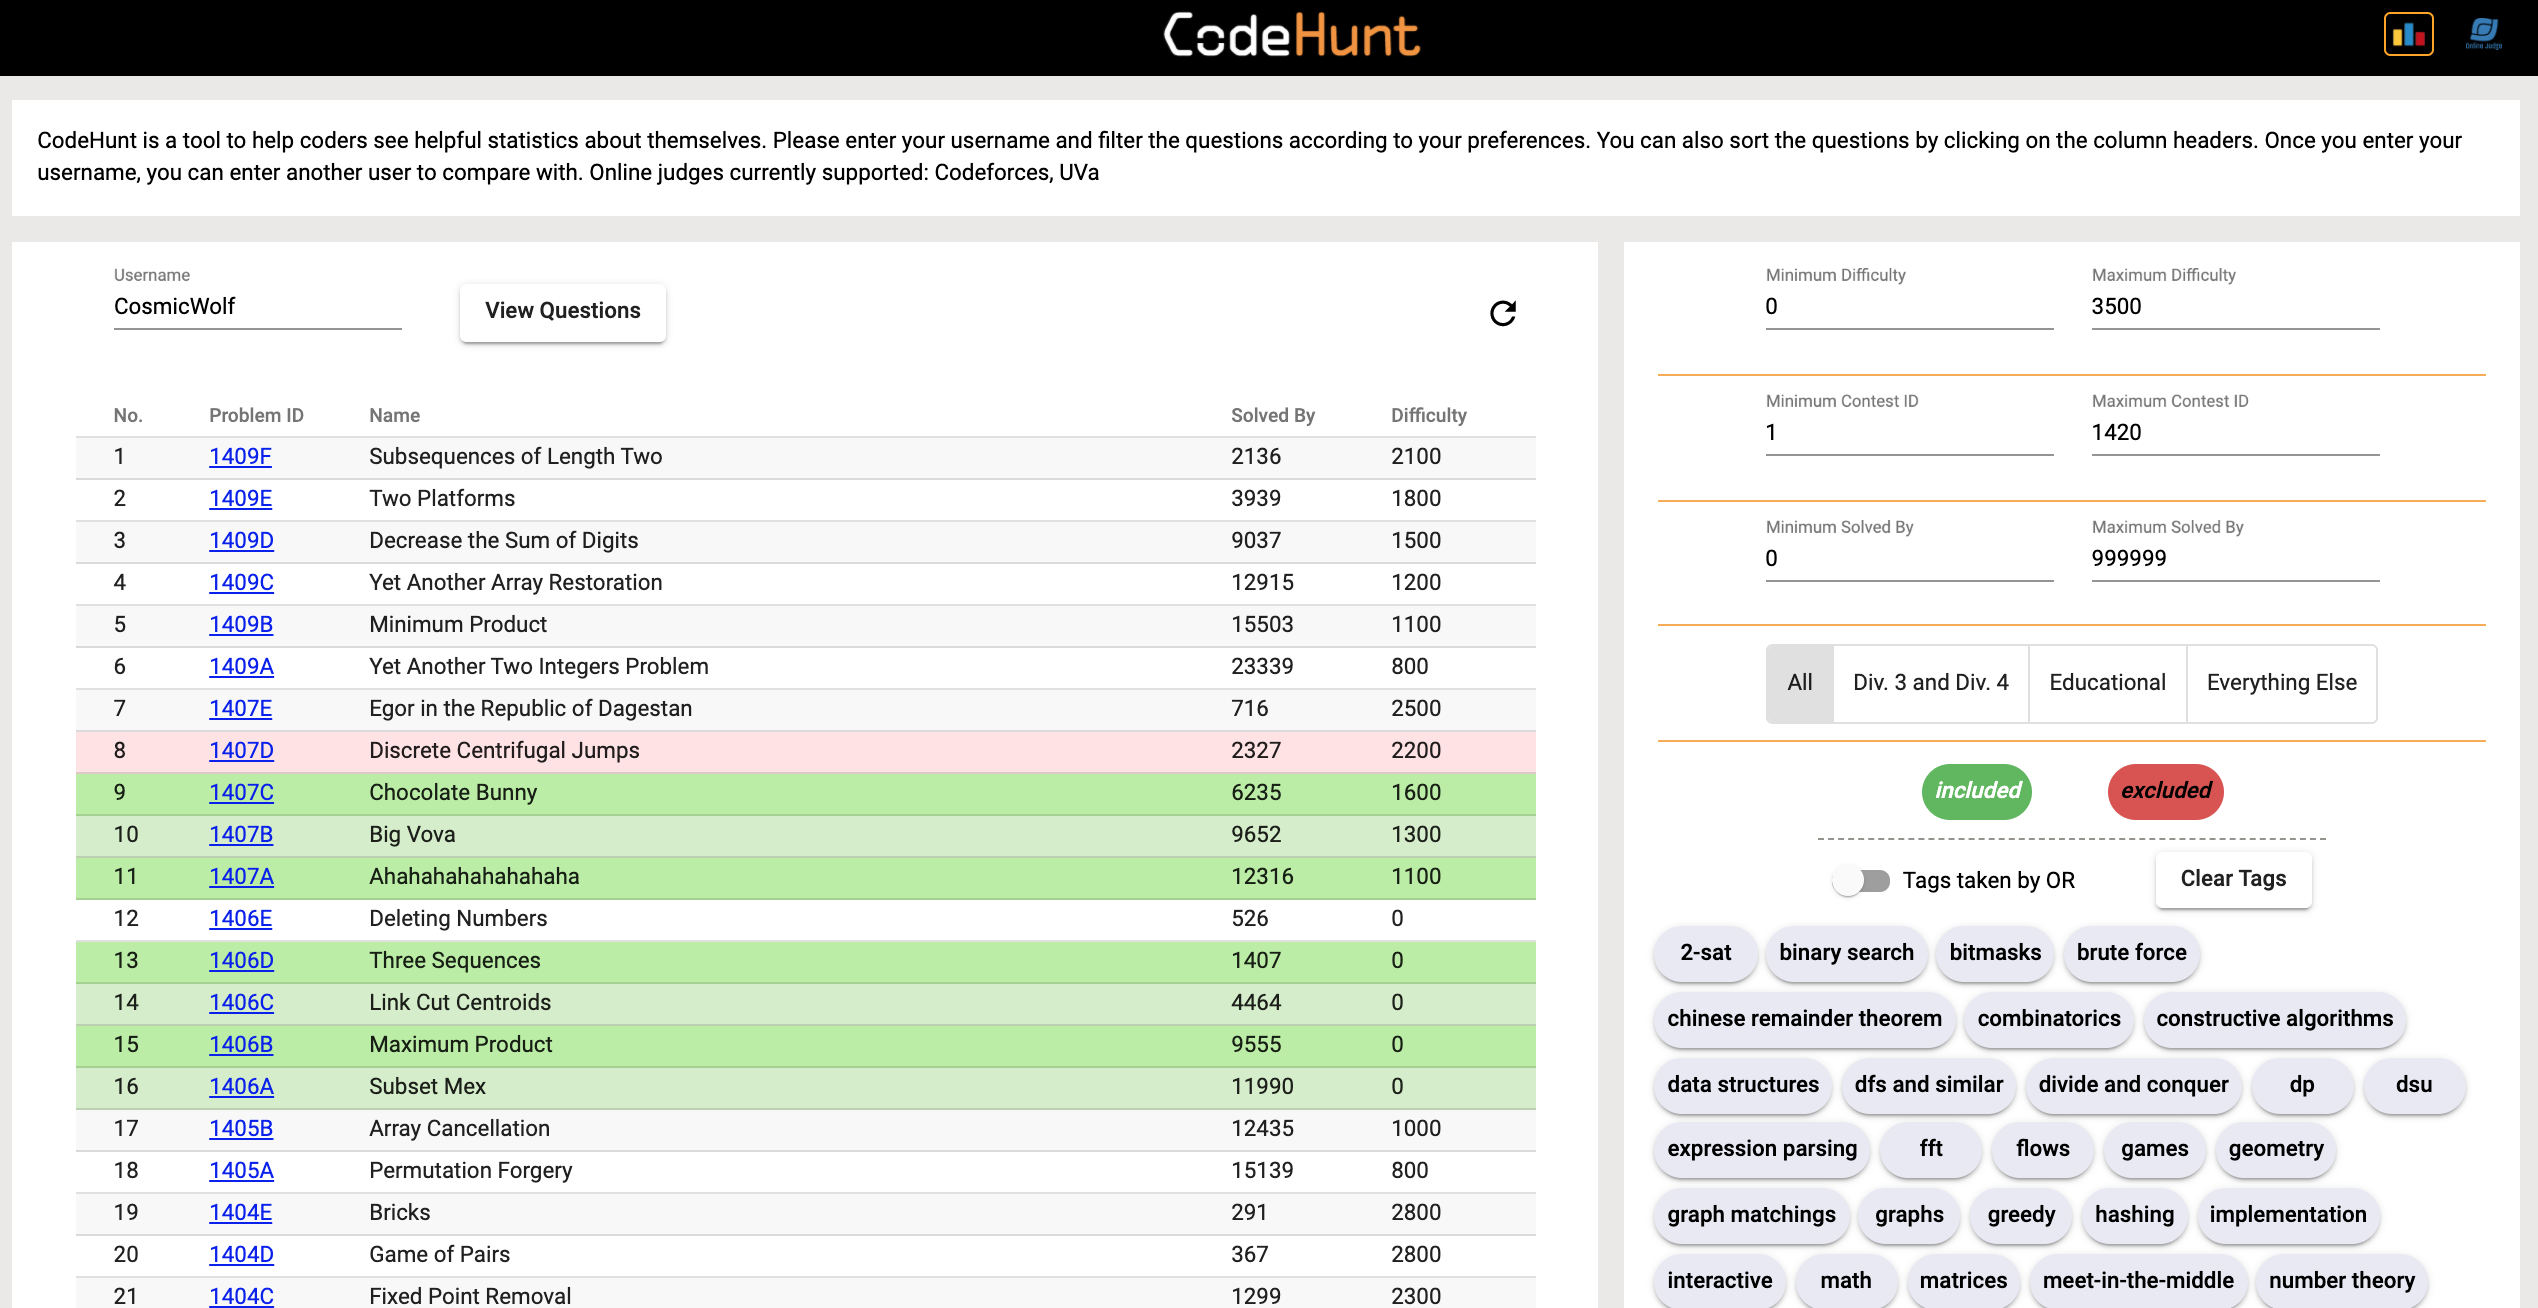 CodeHunt
Online Judge
CodeHunt is a tool to help coders see helpful statistics about themselves. Please enter your username and filter the questions according to your preferences. You can also sort the questions by clicking on the column headers. Once you enter your
username, you can enter another user to compare with. Online judges currently supported: Codeforces, UVa
Username
CosmicWolf
View Questions
No. Problem ID Name Solved By Difficulty
1 1409F Subsequences of Length Two 2136 2100
2 1409E Two Platforms 3939 1800
3 1409D Decrease the Sum of Digits 9037 1500
4 1409C Yet Another Array Restoration 12915 1200
5 1409B Minimum Product 15503 1100
6 1409A Yet Another Two Integers Problem 23339 800
7 1407E Egor in the Republic of Dagestan 716 2500
8 1407D Discrete Centrifugal Jumps 2327 2200
9 1407C Chocolate Bunny 6235 1600
10 1407B Big Vova 9652 1300
11 1407A Ahahahahahahahaha 12316 1100
12 1406E Deleting Numbers 526 0
13 1406D Three Sequences 1407 0
14 1406C Link Cut Centroids 4464 0
15 1406B Maximum Product 9555 0
16 1406A Subset Mex 11990 0
17 1405B Array Cancellation 12435 1000
18 1405A Permutation Forgery 15139 800
19 1404E Bricks 291 2800
20 1404D Game of Pairs 367 2800
21 1404C Fixed Point Removal 1299 2300
Minimum Difficulty Maximum Difficulty
0 3500
Minimum Contest ID Maximum Contest ID
1 1420
Minimum Solved By Maximum Solved By
0 999999
All Div. 3 and Div. 4 Educational Everything Else
included excluded
Tags taken by OR Clear Tags
2-sat binary search bitmasks brute force
chinese remainder theorem combinatorics constructive algorithms
data structures dfs and similar divide and conquer dp dsu
expression parsing fft flows games geometry
graph matchings graphs greedy hashing implementation
interactive math matrices meet-in-the-middle number theory